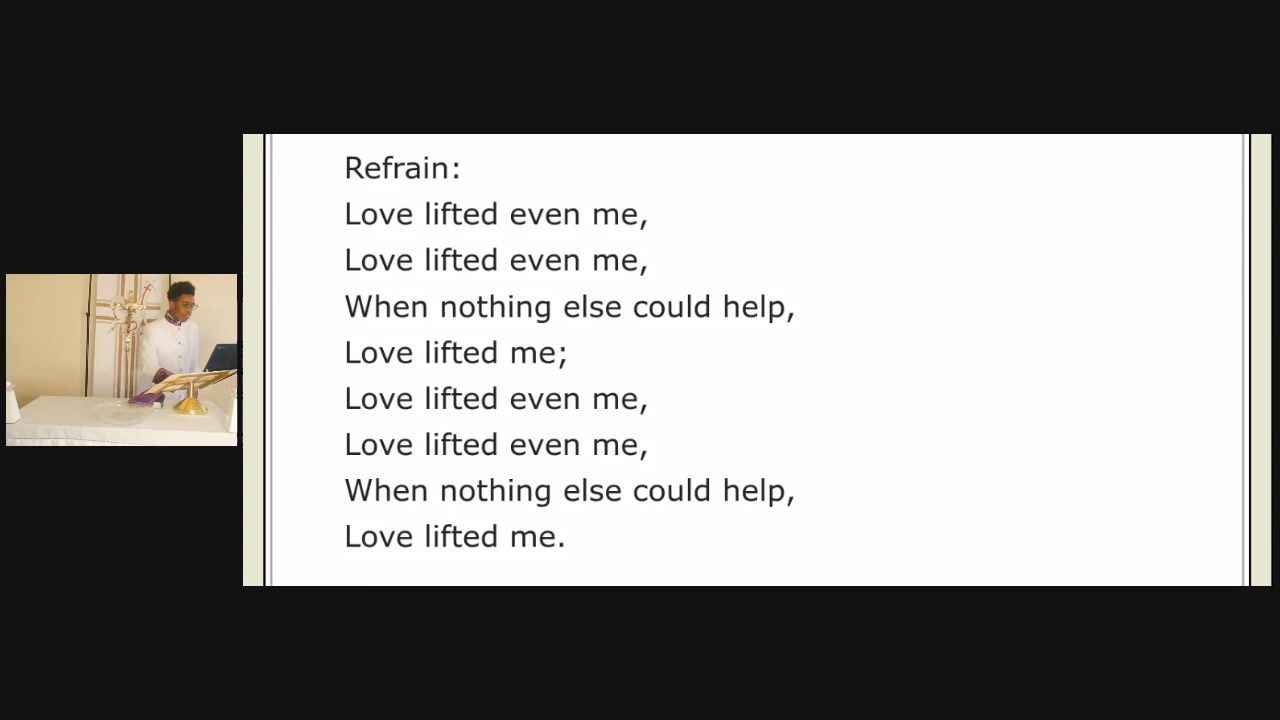 Refrain:
Love lifted even me,
Love lifted even me,
When nothing else could help,
Love lifted me;
Love lifted even me,
Love lifted even me,
When nothing else could help,
Love lifted me.